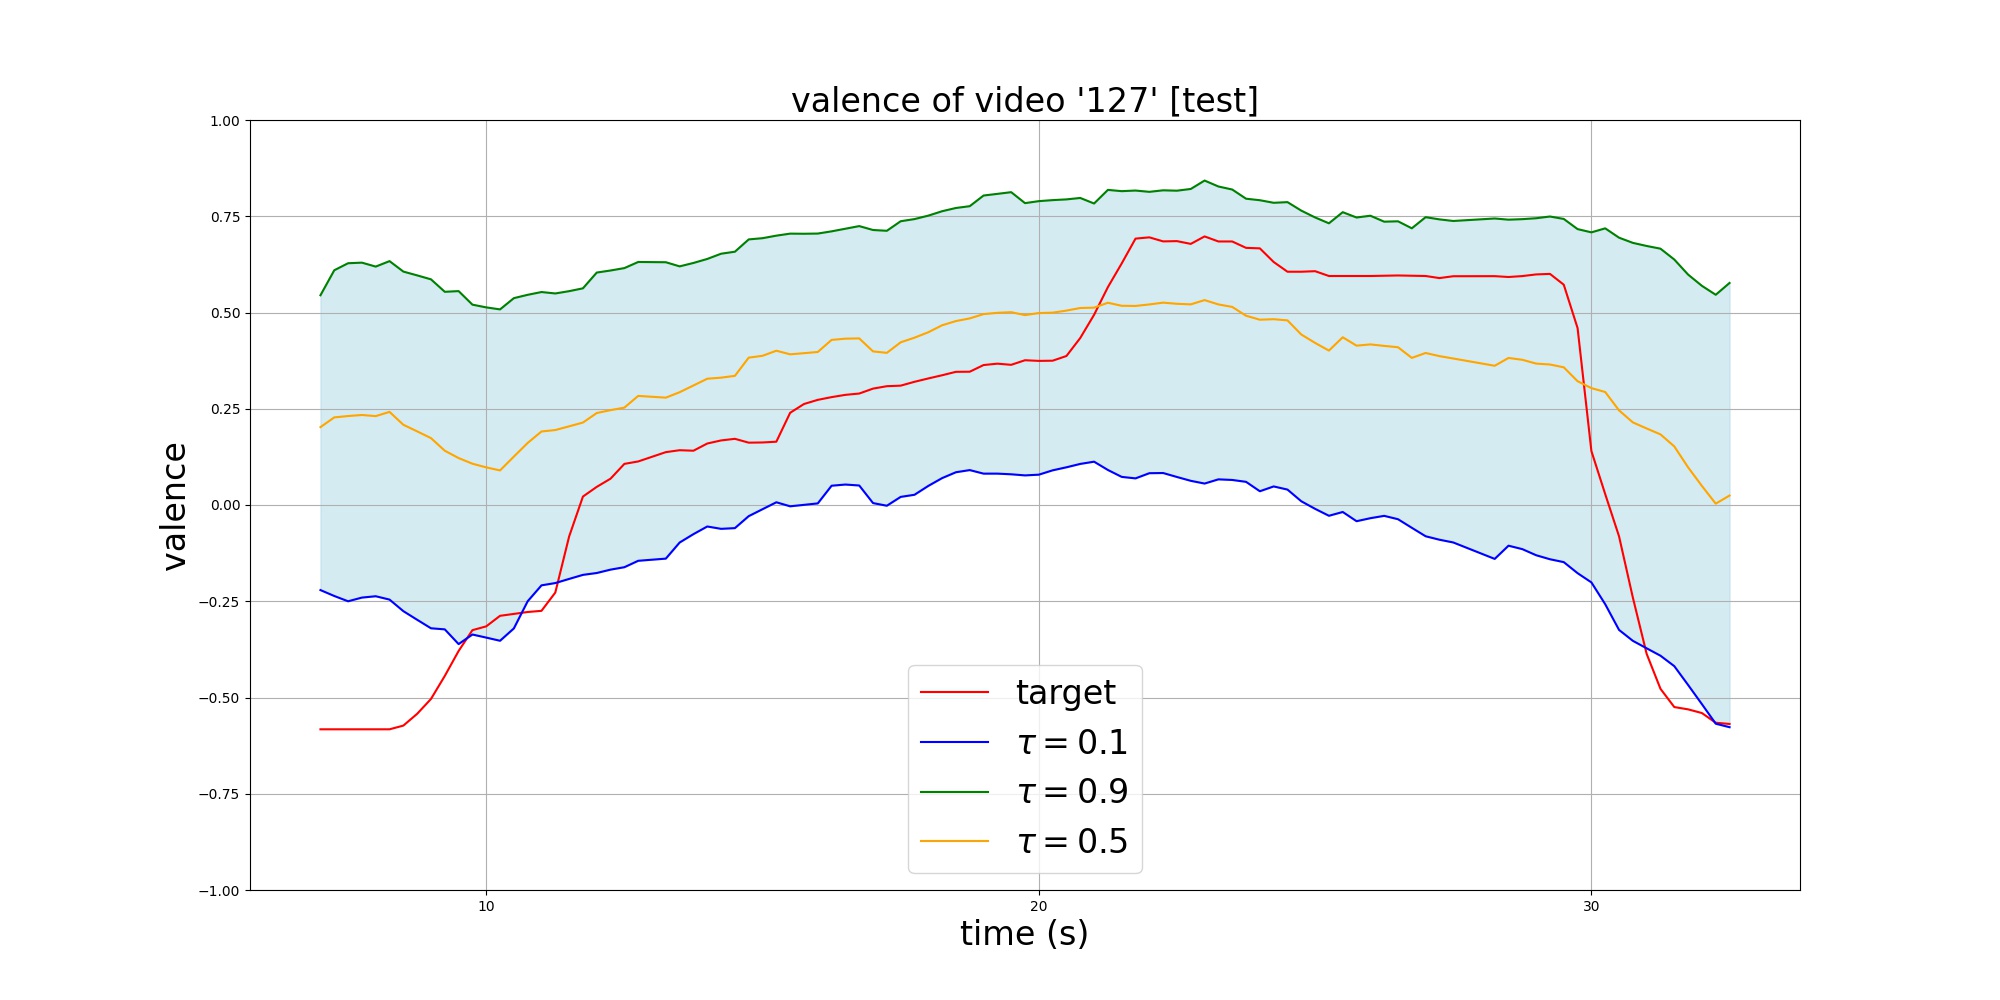 valence of video '127' [test]
1.00
0.75
0.50
0.25
0.00
−0.25
−0.50
−0.75
−1.00
valence
10
20
30
time (s)
target
τ = 0.1
τ = 0.9
τ = 0.5